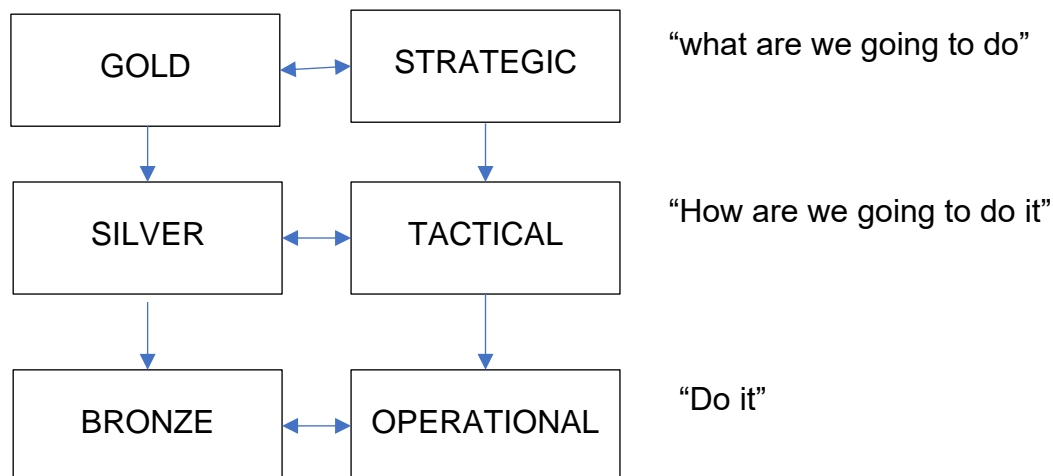 GOLD
STRATEGIC
“what are we going to do”
SILVER
TACTICAL
“How are we going to do it”
BRONZE
OPERATIONAL
“Do it”